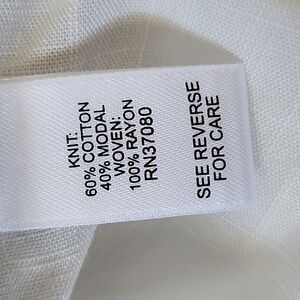 KNIT:
60% COTTON
40% MODAL
WOVEN:
100% RAYON
RN37080
SEE REVERSE
FOR CARE